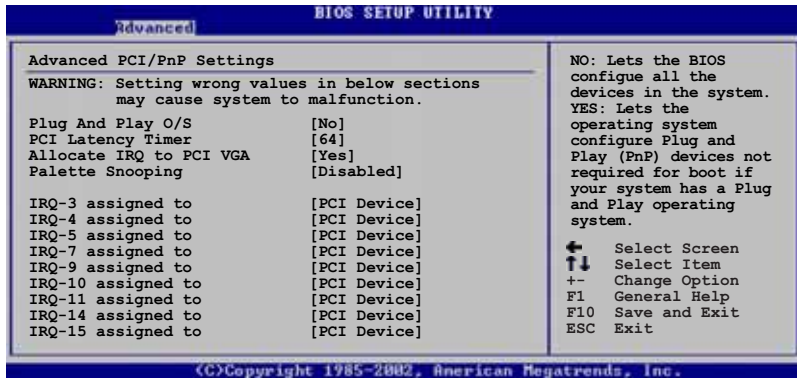 BIOS SETUP UTILITY
Advanced
Advanced PCI/PnP Settings
WARNING: Setting wrong values in below sections
may cause system to malfunction.
Plug And Play O/S [No]
PCI Latency Timer [64]
Allocate IRQ to PCI VGA [Yes]
Palette Snooping [Disabled]
IRQ-3 assigned to [PCI Device]
IRQ-4 assigned to [PCI Device]
IRQ-5 assigned to [PCI Device]
IRQ-7 assigned to [PCI Device]
IRQ-9 assigned to [PCI Device]
IRQ-10 assigned to [PCI Device]
IRQ-11 assigned to [PCI Device]
IRQ-14 assigned to [PCI Device]
IRQ-15 assigned to [PCI Device]
NO: Lets the BIOS
configue all the
devices in the system.
YES: Lets the
operating system
configure Plug and
Play (PnP) devices not
required for boot if
your system has a Plug
and Play operating
system.
← Select Screen
↑↓ Select Item
+- Change Option
F1 General Help
F10 Save and Exit
ESC Exit
(C)Copyright 1985-2002, American Megatrends, Inc.